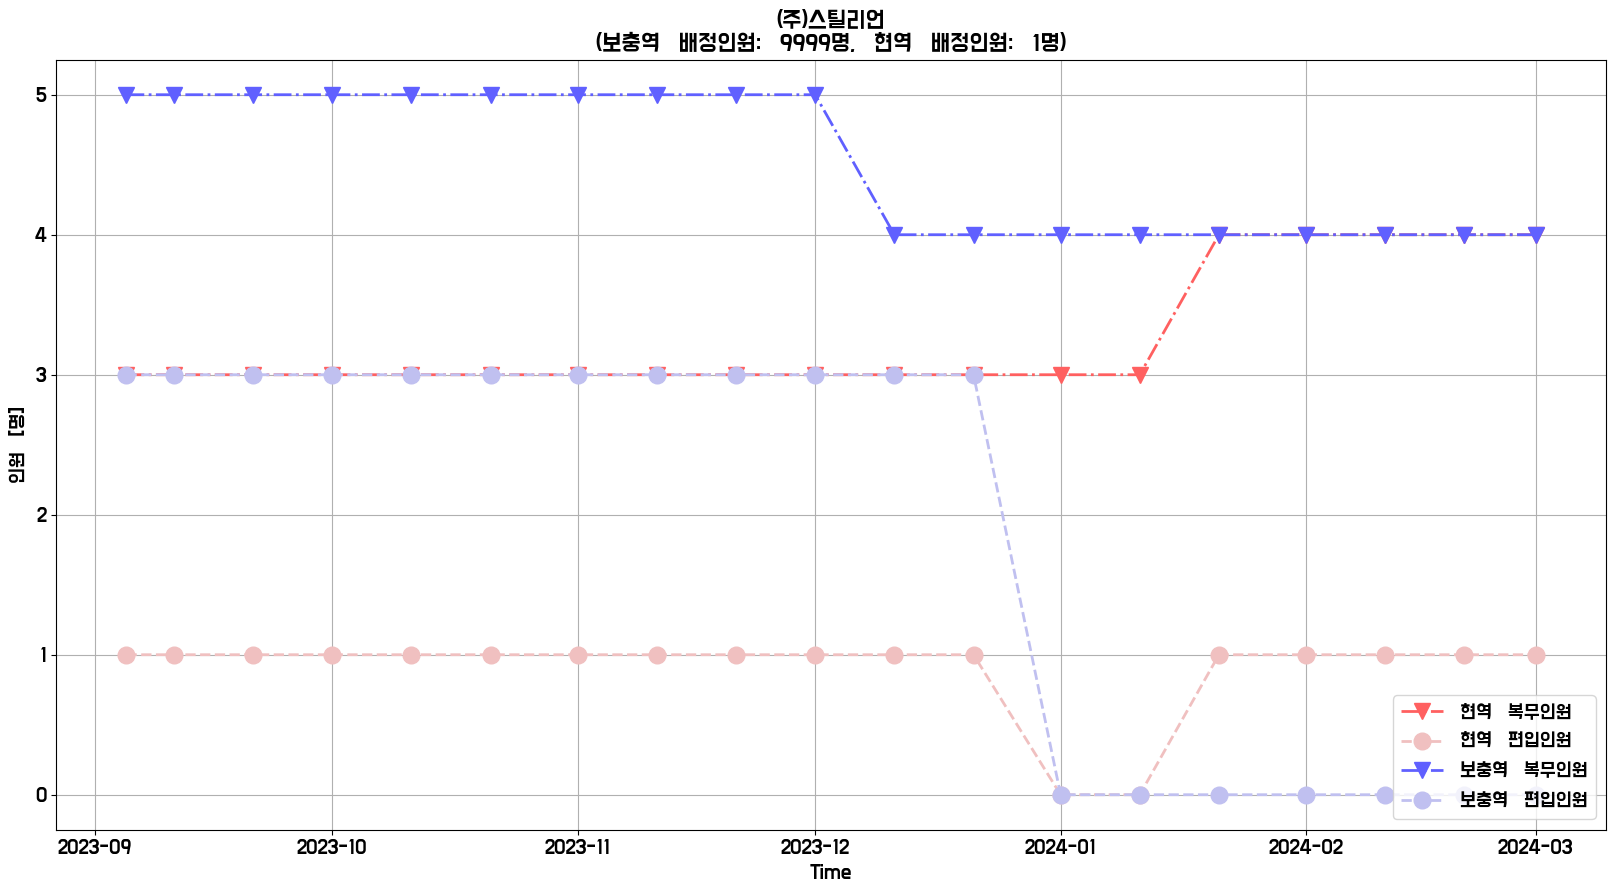 (주)스틸리언
(보충역 배정인원: 9999명, 현역 배정인원: 1명)
5
4
3
2
1
0
인원 [명]
2023-09 2023-10 2023-11 2023-12 2024-01 2024-02 2024-03
Time
현역 복무인원
현역 편입인원
보충역 복무인원
보충역 편입인원